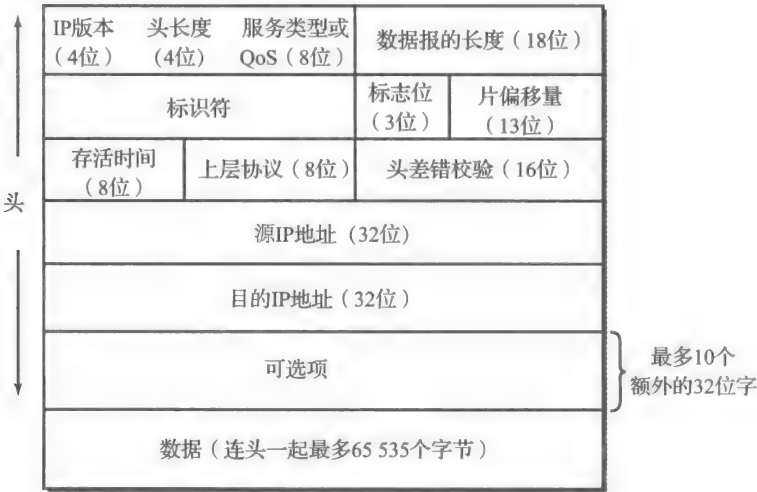 IP版本 头长度 服务类型或
(4位) (4位) QoS(8位)
数据报的长度(18位)
标识符
标志位
(3位)
片偏移量
(13位)
存活时间
(8位)
上层协议(8位)
头差错校验(16位)
头
源IP地址(32位)
目的IP地址(32位)
可选项
最多10个
额外的32位字
数据(连头一起最多65 535个字节)